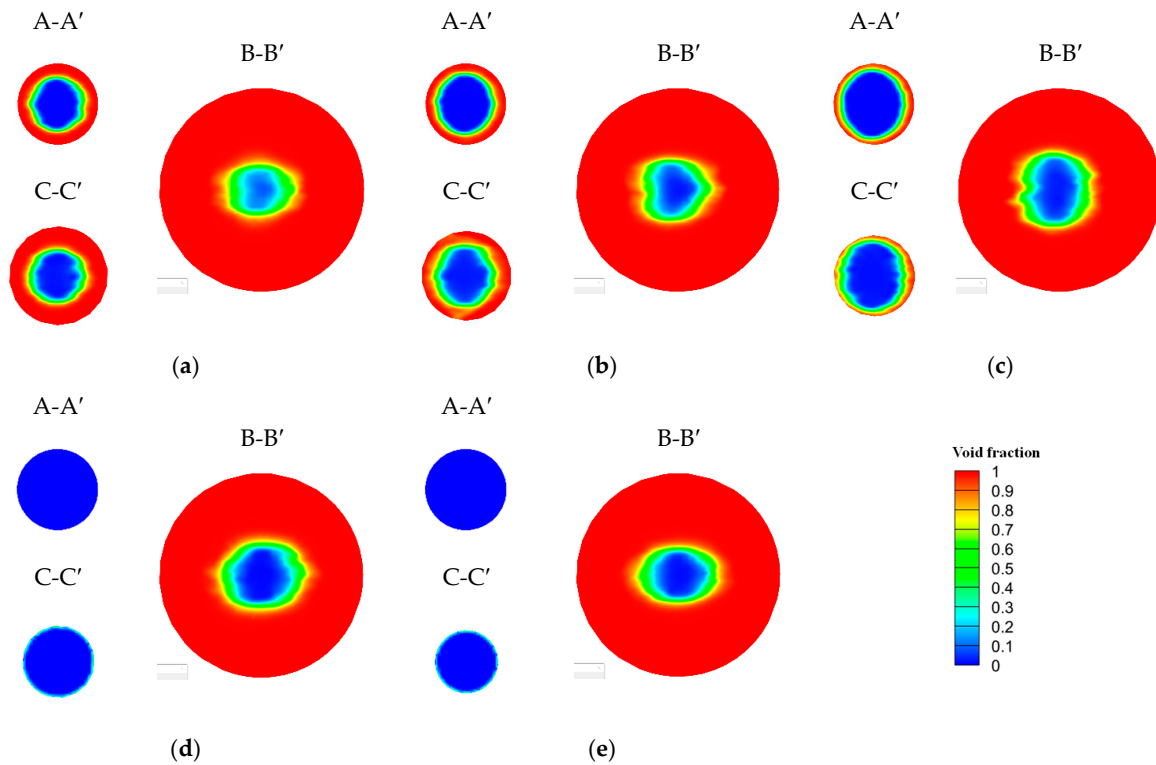 A-A′
B-B′
C-C′
(a)
A-A′
B-B′
C-C′
(b)
A-A′
B-B′
C-C′
(c)
A-A′
B-B′
C-C′
(d)
A-A′
B-B′
C-C′
(e)
Void fraction
1
0.9
0.8
0.7
0.6
0.5
0.4
0.3
0.2
0.1
0